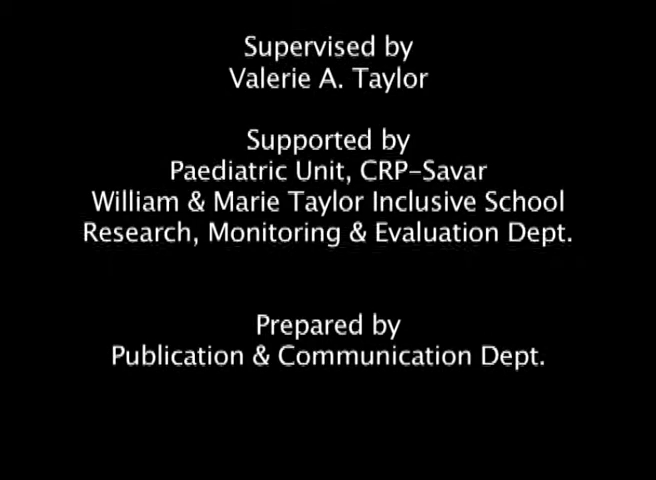 Supervised by
Valerie A. Taylor
Supported by
Paediatric Unit, CRP-Savar
William & Marie Taylor Inclusive School
Research, Monitoring & Evaluation Dept.
Prepared by
Publication & Communication Dept.